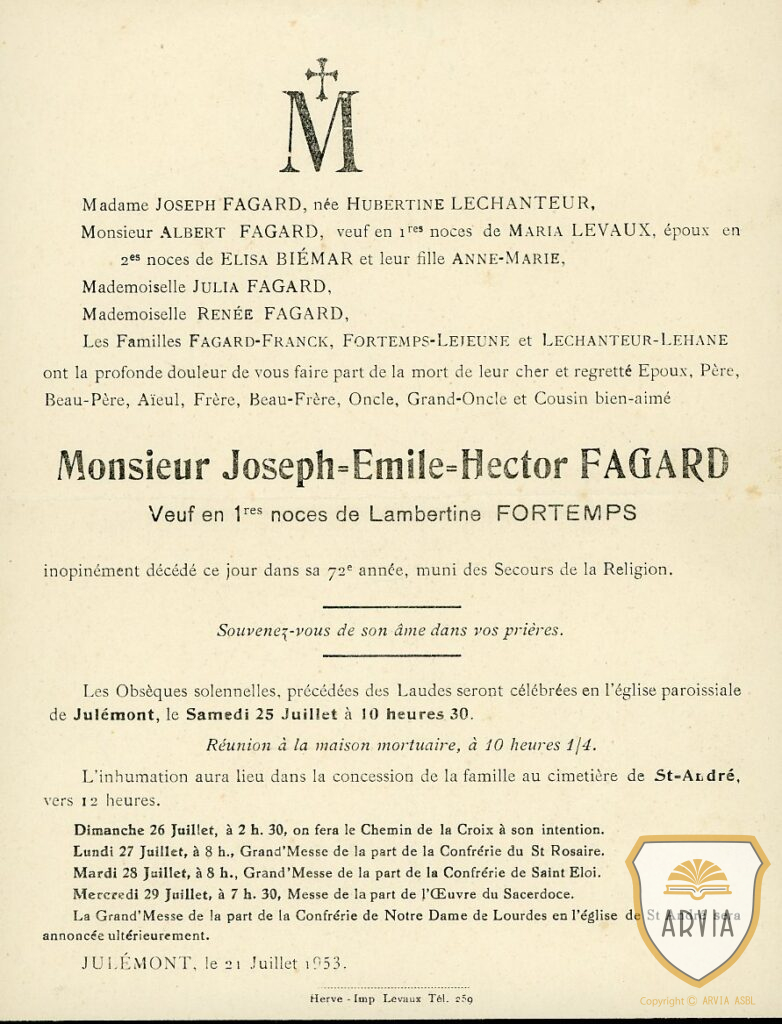 M
Madame JOSEPH FAGARD, née HUBERTINE LECHANTEUR,
Monsieur ALBERT FAGARD, veuf en 1res noces de MARIA LEVAUX, époux en
2es noces de ELISA BIÉMAR et leur fille ANNE-MARIE,
Mademoiselle JULIA FAGARD,
Mademoiselle RENÉE FAGARD,
Les Familles FAGARD-FRANCK, FORTEMPS-LEJEUNE et LECHANTEUR-LEHANE
ont la profonde douleur de vous faire part de la mort de leur cher et regretté Epoux, Père,
Beau-Père, Aïeul, Frère, Beau-Frère, Oncle, Grand-Oncle et Cousin bien-aimé
Monsieur Joseph=Emile=Hector FAGARD
Veuf en 1res noces de Lambertine FORTEMPS
inopinément décédé ce jour dans sa 72e année, muni des Secours de la Religion.
Souvenez-vous de son âme dans vos prières.
Les Obsèques solennelles, précédées des Laudes seront célébrées en l'église paroissiale
de Julémont, le Samedi 25 Juillet à 10 heures 30.
Réunion à la maison mortuaire, à 10 heures 1/4.
L'inhumation aura lieu dans la concession de la famille au cimetière de St-André,
vers 12 heures.
Dimanche 26 Juillet, à 2 h. 30, on fera le Chemin de la Croix à son intention.
Lundi 27 Juillet, à 8 h., Grand'Messe de la part de la Confrérie du St Rosaire.
Mardi 28 Juillet, à 8 h., Grand'Messe de la part de la Confrérie de Saint Eloi.
Mercredi 29 Juillet, à 7 h. 30, Messe de la part de l'Œuvre du Sacerdoce.
La Grand'Messe de la part de la Confrérie de Notre Dame de Lourdes en l'église de St André sera
annoncée ultérieurement.
JULÉMONT, le 21 Juillet 1953.
Herve - Imp Levaux Tél. 259
ARVIA
Copyright © ARVIA ASBL